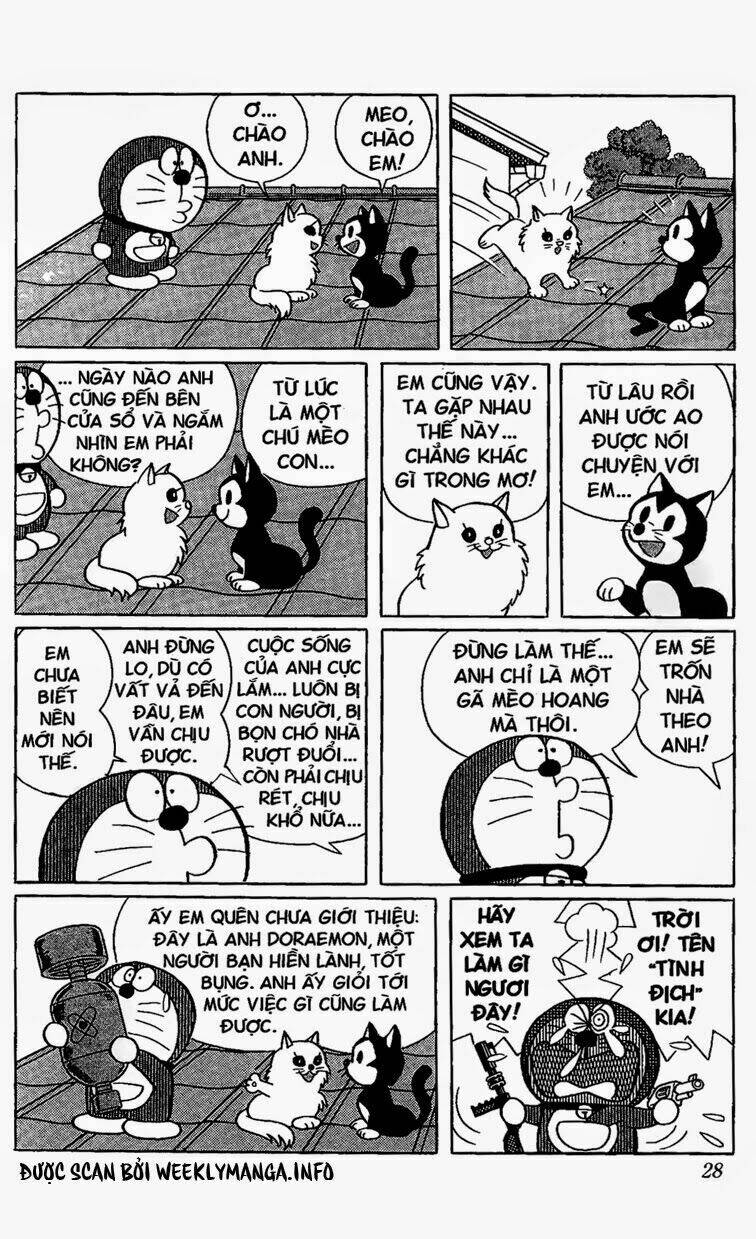 MEO,
CHÀO
EM!
Ơ...
CHÀO
ANH.
TỪ LÂU RỒI
ANH ƯỚC AO
ĐƯỢC NÓI
CHUYỆN VỚI
EM...
EM CŨNG VẬY.
TA GẶP NHAU
THẾ NÀY...
CHẲNG KHÁC
GÌ TRONG MƠ!
TỪ LÚC
LÀ MỘT
CHÚ MÈO
CON...
... NGÀY NÀO ANH
CŨNG ĐẾN BÊN
CỬA SỔ VÀ NGẮM
NHÌN EM PHẢI
KHÔNG?
EM SẼ
TRỐN
NHÀ
THEO
ANH!
ĐỪNG LÀM THẾ...
ANH CHỈ LÀ MỘT
GÃ MÈO HOANG
MÀ THÔI.
CUỘC SỐNG
CỦA ANH CỰC
LẮM... LUÔN BỊ
CON NGƯỜI, BỊ
BỌN CHÓ NHÀ
RƯỢT ĐUỔI...
CÒN PHẢI CHỊU
RÉT, CHỊU
KHỔ NỮA...
ANH ĐỪNG
LO, DÙ CÓ
VẤT VẢ ĐẾN
ĐÂU, EM
VẪN CHỊU
ĐƯỢC.
EM
CHƯA
BIẾT
NÊN
MỚI NÓI
THẾ.
TRỜI
ƠI! TÊN
"TÌNH
ĐỊCH"
KIA!
HÃY
XEM TA
LÀM GÌ
NGƯƠI
ĐÂY!
ẤY EM QUÊN CHƯA GIỚI THIỆU:
ĐÂY LÀ ANH DORAEMON, MỘT
NGƯỜI BẠN HIỀN LÀNH, TỐT
BỤNG. ANH ẤY GIỎI TỚI
MỨC VIỆC GÌ CŨNG LÀM
ĐƯỢC.
ĐƯỢC SCAN BỞI WEEKLYMANGA.INFO
28